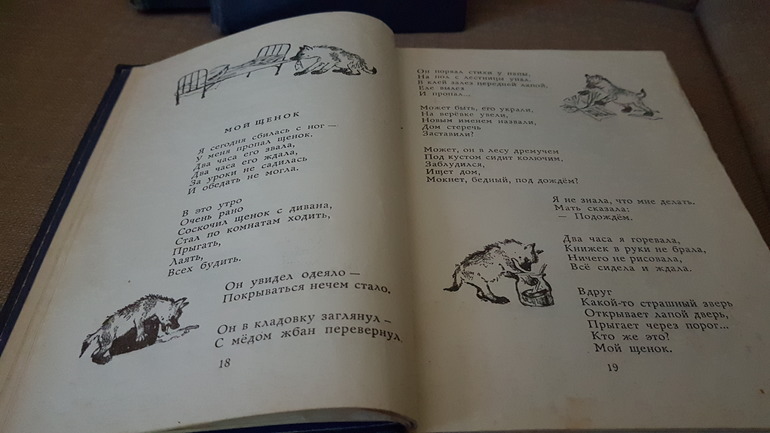 МОЙ ЩЕНОК
Я сегодня сбилась с ног —
У меня пропал щенок,
Два часа его звала,
Два часа его ждала,
За уроки не садилась
И обедать не могла.
В это утро
Очень рано
Соскочил щенок с дивана,
Стал по комнатам ходить,
Прыгать,
Лаять,
Всех будить.
Он увидел одеяло —
Покрываться нечем стало.
Он в кладовку заглянул —
С мёдом жбан перевернул.
18
Он порвал стихи у папы,
На пол с лестницы упал,
В клей залез передней лапой,
Еле вылез
И пропал...
Может быть, его украли,
На верёвке увели,
Новым именем назвали,
Дом стеречь
Заставили?
Может, он в лесу дремучем
Под кустом сидит колючим,
Заблудился,
Ищет дом,
Мокнет, бедный, под дождём?
Я не знала, что мне делать.
Мать сказала:
— Подождём.
Два часа я горевала,
Книжек в руки не брала,
Ничего не рисовала,
Всё сидела и ждала.
Вдруг
Какой-то страшный зверь
Открывает лапой дверь,
Прыгает через порог...
Кто же это?
Мой щенок.
19